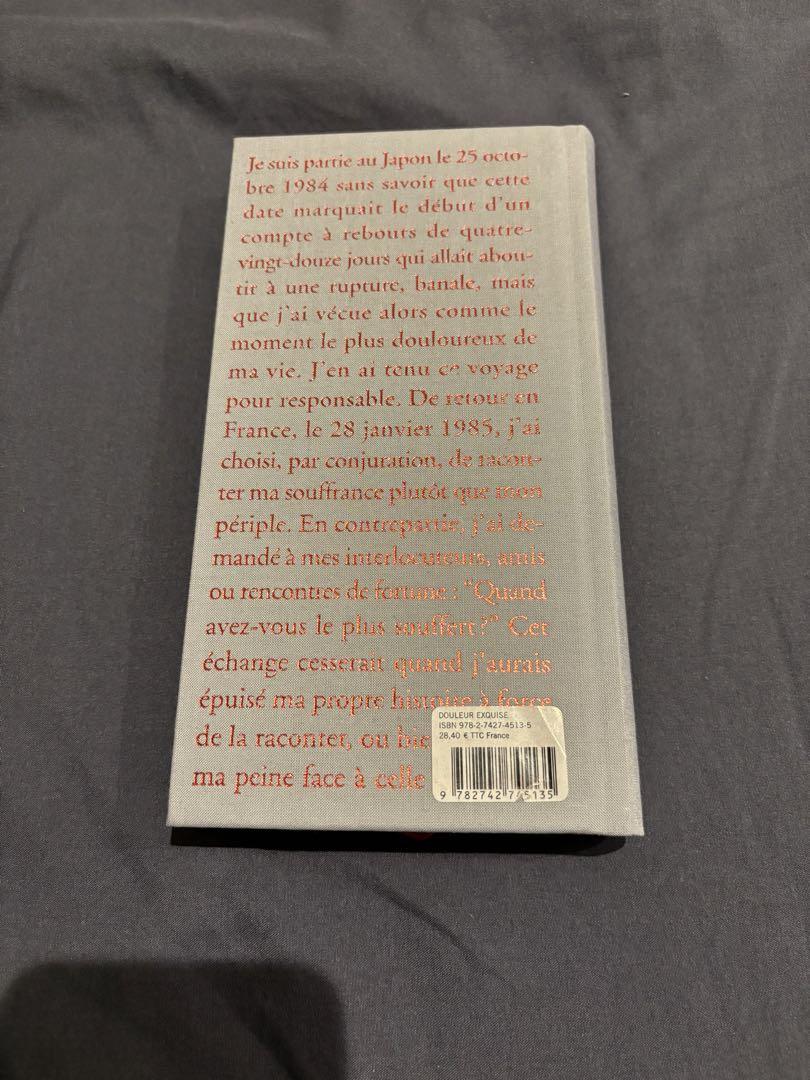 Je suis partie au Japon le 25 octo-
bre 1984 sans savoir que cette
date marquait le début d'un
compte à rebours de quatre-
vingt-douze jours qui allait abou-
tir à une rupture, banale, mais
que j'ai vécue alors comme le
moment le plus douloureux de
ma vie. J'en ai tenu ce voyage
pour responsable. De retour en
France, le 28 janvier 1985, j'ai
choisi, par conjuration, de racon-
ter ma souffrance plutôt que mon
périple. En contrepartie, j'ai de-
mandé à mes interlocuteurs, amis
ou rencontres de fortune : "Quand
avez-vous le plus souffert ?" Cet
échange cesserait quand j'aurais
épuisé ma propre histoire à force
de la raconter, ou
ma peine face à celle
DOULEUR EXQUISE
ISBN 978-2-7427-4513-5
28,40 € TTC France
9 782742 745135